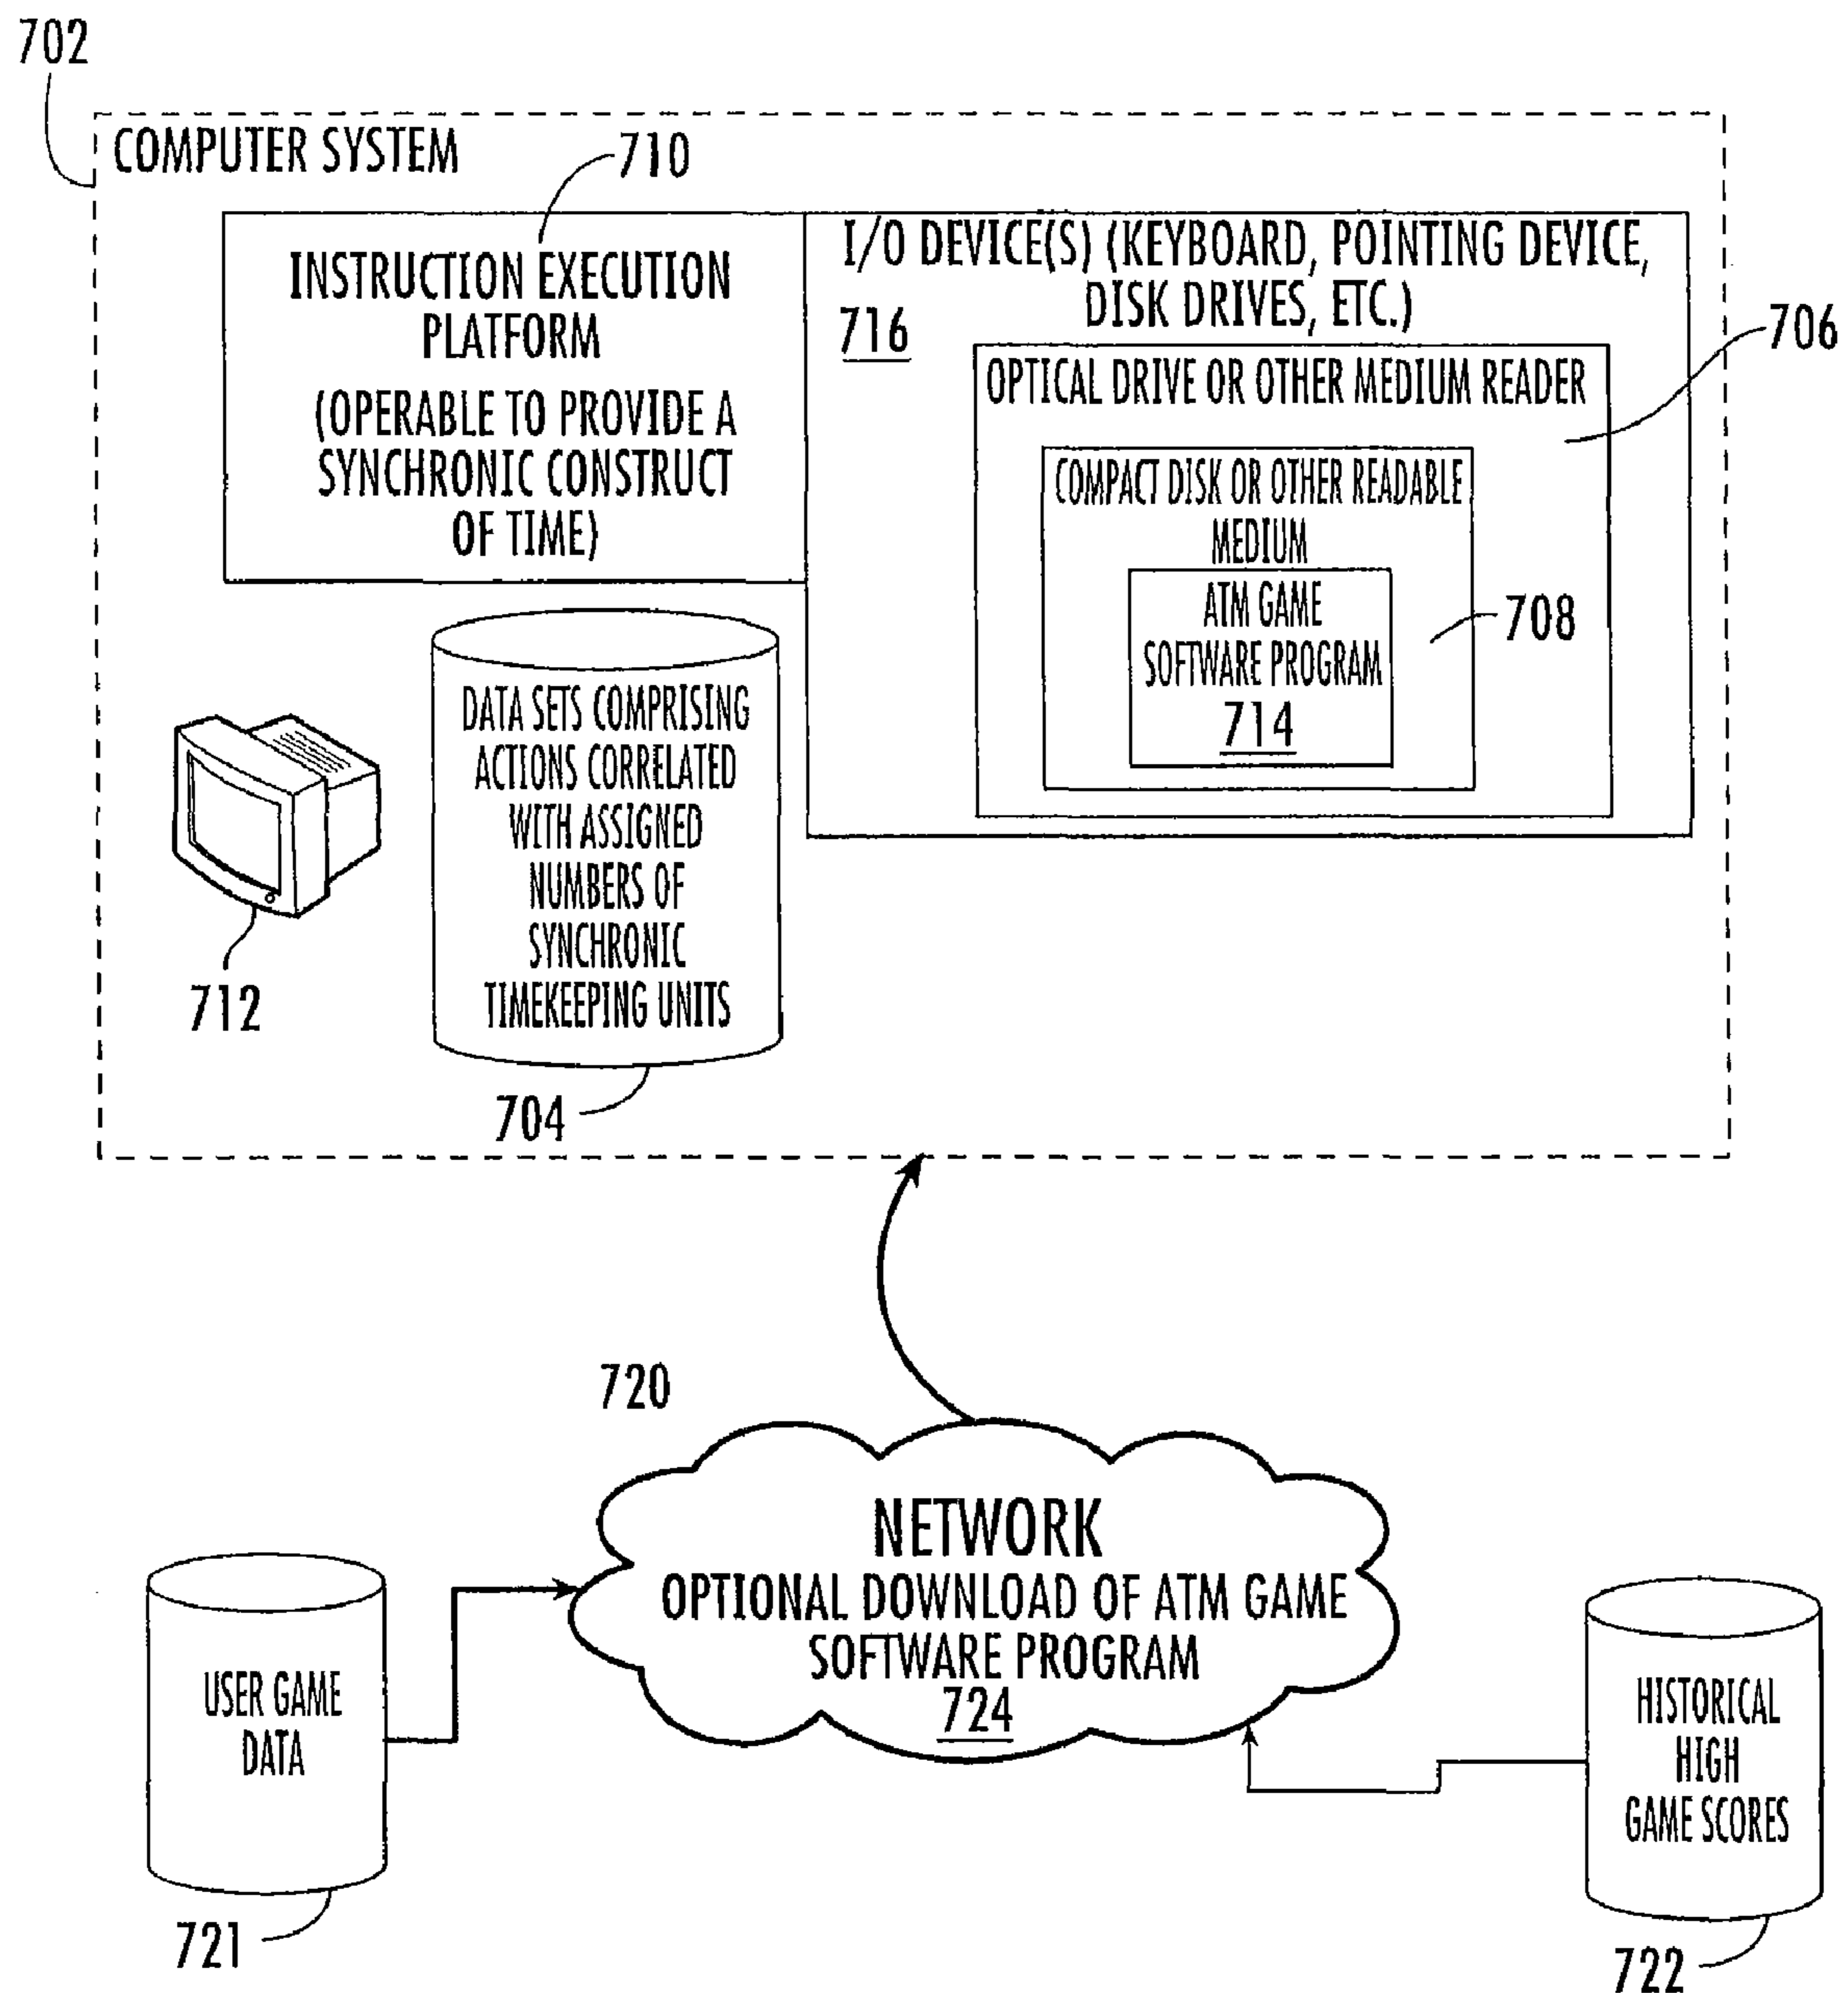 702
COMPUTER SYSTEM
710
INSTRUCTION EXECUTION
PLATFORM
(OPERABLE TO PROVIDE A
SYNCHRONIC CONSTRUCT
OF TIME)
I/O DEVICE(S) (KEYBOARD, POINTING DEVICE,
DISK DRIVES, ETC.)
716
706
OPTICAL DRIVE OR OTHER MEDIUM READER
COMPACT DISK OR OTHER READABLE
MEDIUM
ATM GAME
SOFTWARE PROGRAM
714
708
DATA SETS COMPRISING
ACTIONS CORRELATED
WITH ASSIGNED
NUMBERS OF
SYNCHRONIC
TIMEKEEPING UNITS
712
704
720
NETWORK
OPTIONAL DOWNLOAD OF ATM GAME
SOFTWARE PROGRAM
724
USER GAME
DATA
721
HISTORICAL
HIGH
GAME SCORES
722